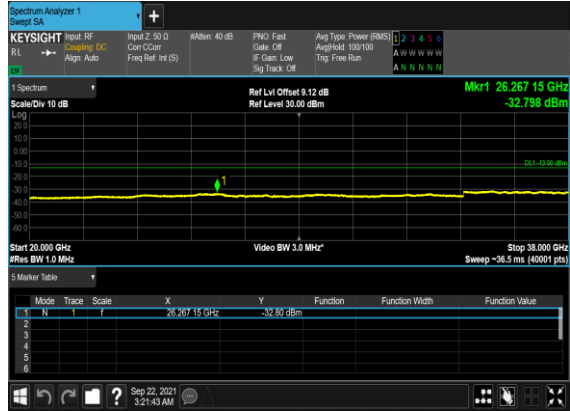 Spectrum Analyzer 1
Swept SA
+
KEYSIGHT Input: RF Input Z: 50 Ω #Atten: 40 dB PNO: Fast Avg Type: Power (RMS) 1 2 3 4 5 6
RL Coupling: DC Corr CCorr Gate: Off Avg|Hold: 100/100 A W W W W W
Align: Auto Freq Ref: Int (S) IF Gain: Low Trig: Free Run
Sig Track: Off A N N N N N
1 Spectrum Ref Lvl Offset 9.12 dB Mkr1 26.267 15 GHz
Scale/Div 10 dB Ref Level 30.00 dBm -32.798 dBm
Log
20.0
10.0
0.00
-10.0 DL1 -13.00 dBm
-20.0 1
-30.0
-40.0
-50.0
-60.0
Start 20.000 GHz Video BW 3.0 MHz* Stop 38.000 GHz
#Res BW 1.0 MHz Sweep ~36.5 ms (40001 pts)
5 Marker Table
Mode Trace Scale X Y Function Function Width Function Value
1 N 1 f 26.267 15 GHz -32.80 dBm
2
3
4
5
6
? Sep 22, 2021
3:21:43 AM